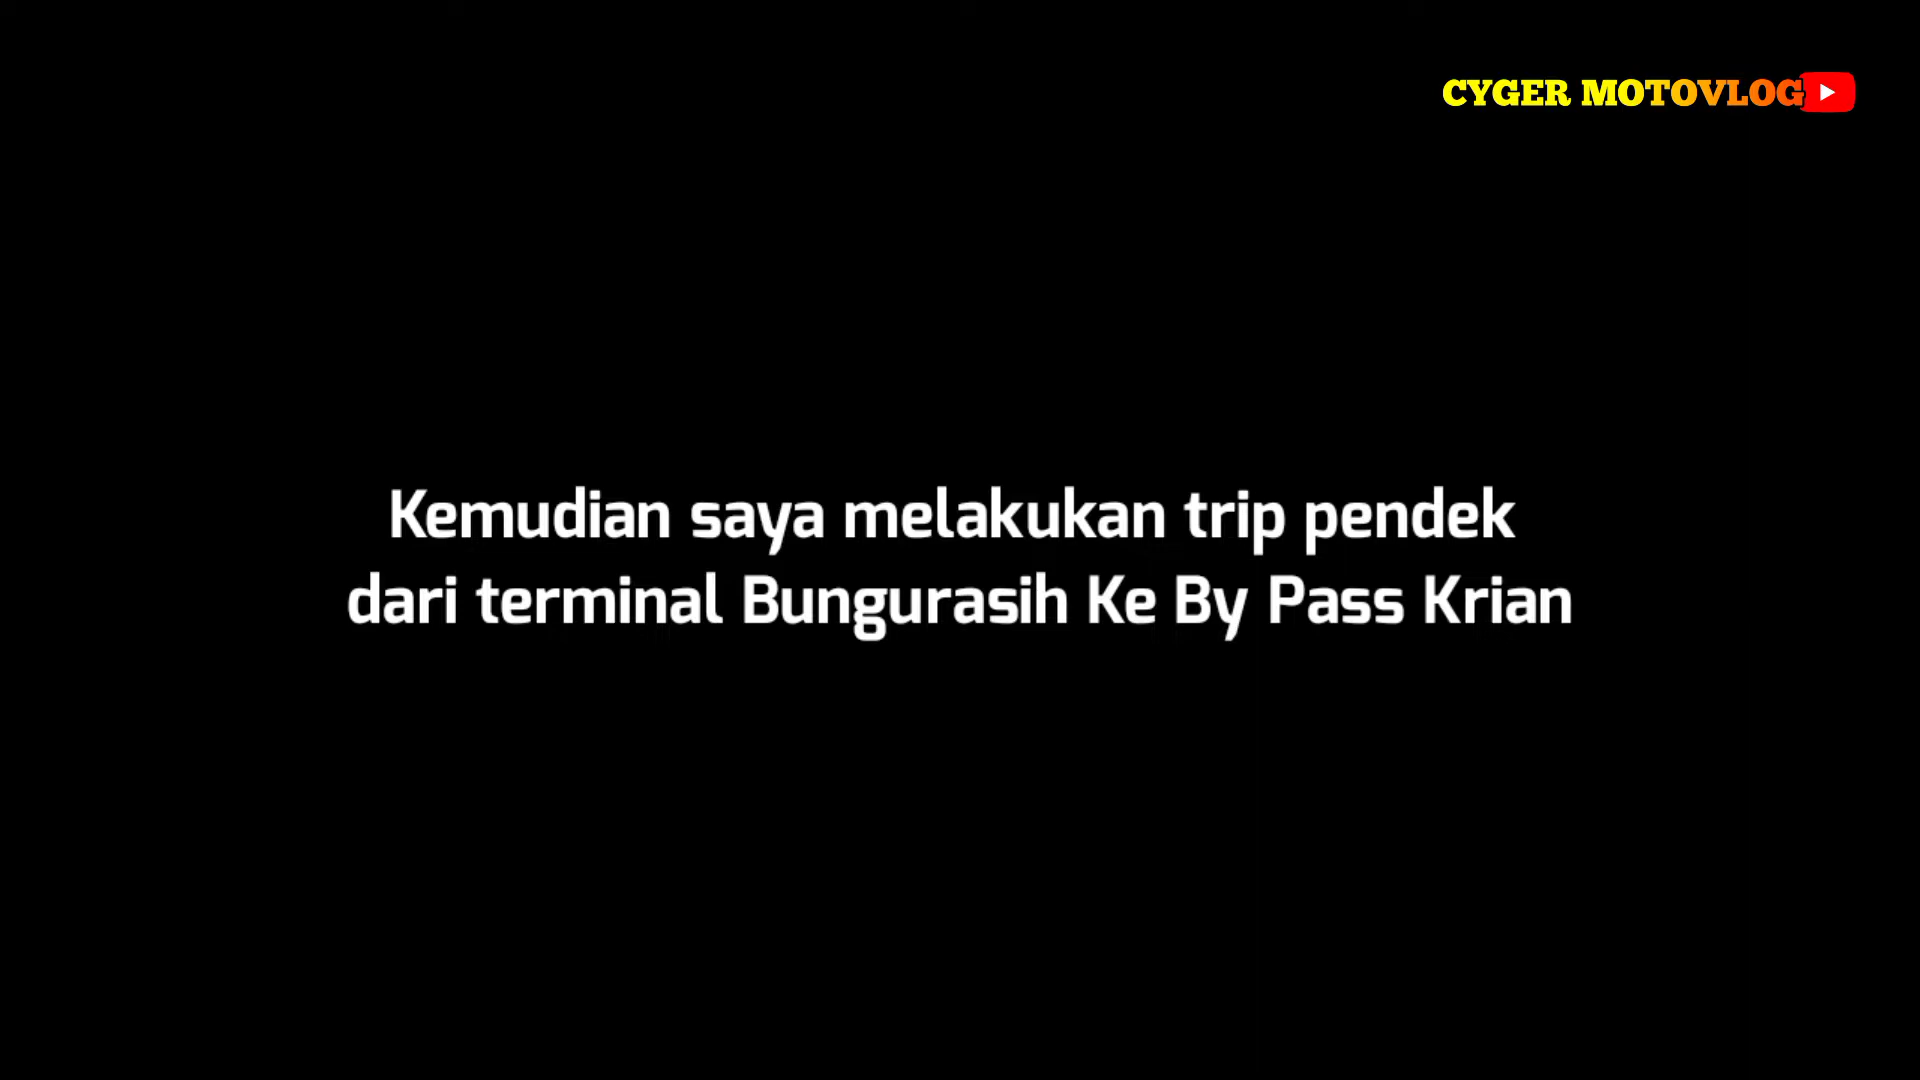 CYGER MOTOVLOG
Kemudian saya melakukan trip pendek
dari terminal Bungurasih Ke By Pass Krian